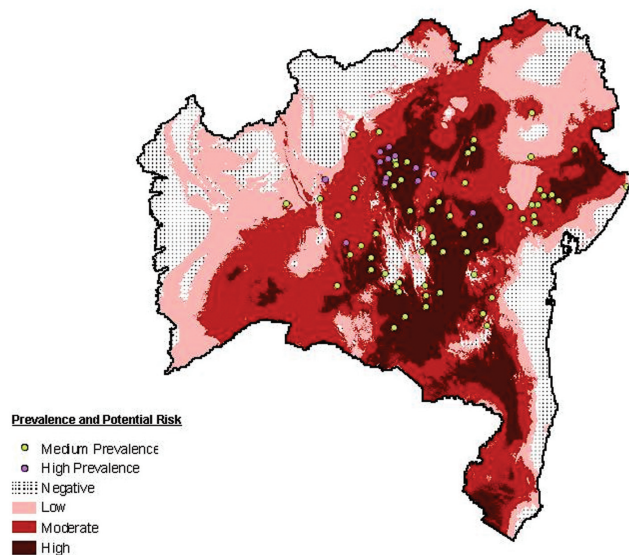 Prevalence and Potential Risk
Medium Prevalence
High Prevalence
Negative
Low
Moderate
High